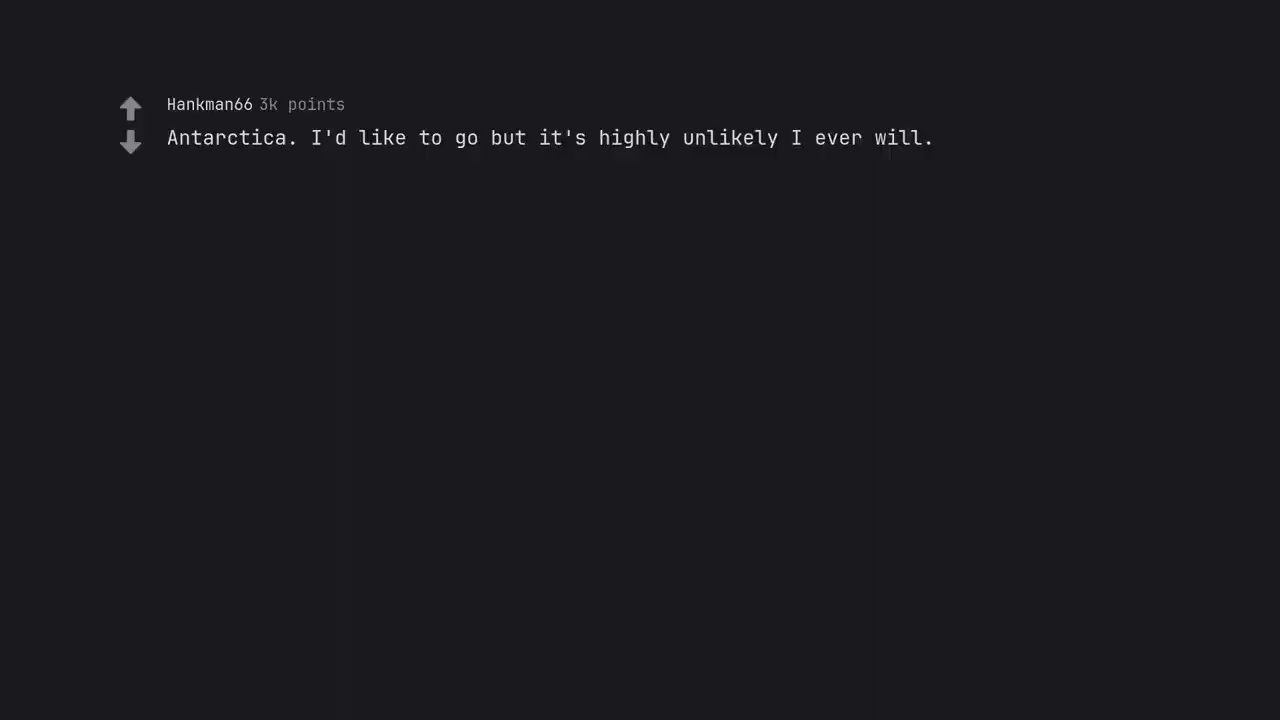 Hankman66 3k points
Antarctica. I'd like to go but it's highly unlikely I ever will.